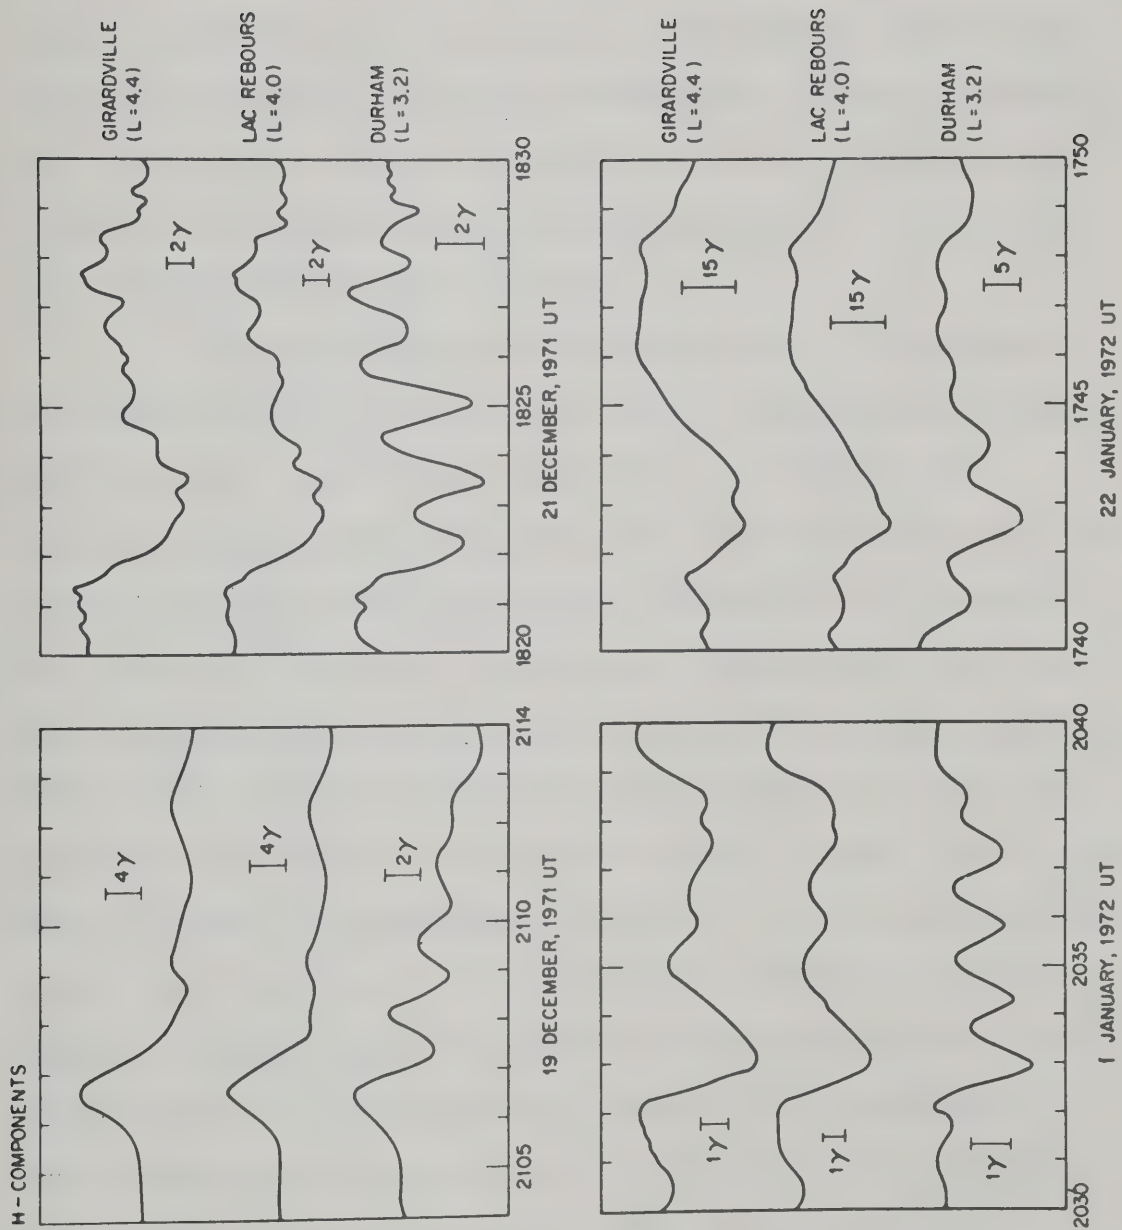 H – COMPONENTS
4γ
4γ
2γ
2105 2110 2114
19 DECEMBER, 1971 UT
2γ
2γ
2γ
1820 1825 1830
21 DECEMBER, 1971 UT
GIRARDVILLE
(L=4.4)
LAC REBOURS
(L=4.0)
DURHAM
(L=3.2)
1γ
1γ
1γ
2030 2035 2040
1 JANUARY, 1972 UT
15γ
15γ
5γ
1740 1745 1750
22 JANUARY, 1972 UT
GIRARDVILLE
(L=4.4)
LAC REBOURS
(L=4.0)
DURHAM
(L=3.2)